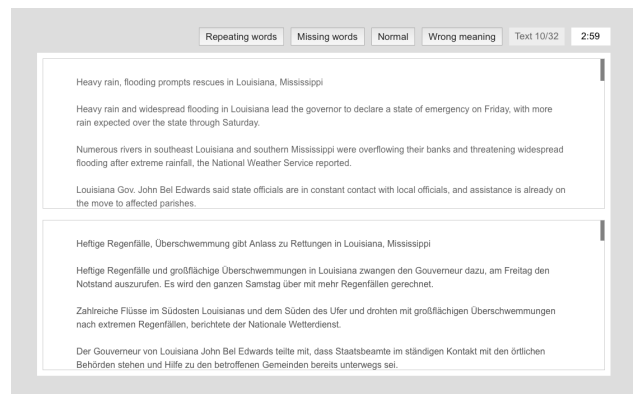 Repeating words Missing words Normal Wrong meaning Text 10/32 2:59
Heavy rain, flooding prompts rescues in Louisiana, Mississippi
Heavy rain and widespread flooding in Louisiana lead the governor to declare a state of emergency on Friday, with more
rain expected over the state through Saturday.
Numerous rivers in southeast Louisiana and southern Mississippi were overflowing their banks and threatening widespread
flooding after extreme rainfall, the National Weather Service reported.
Louisiana Gov. John Bel Edwards said state officials are in constant contact with local officials, and assistance is already on
the move to affected parishes.
Heftige Regenfälle, Überschwemmung gibt Anlass zu Rettungen in Louisiana, Mississippi
Heftige Regenfälle und großflächige Überschwemmungen in Louisiana zwangen den Gouverneur dazu, am Freitag den
Notstand auszurufen. Es wird den ganzen Samstag über mit mehr Regenfällen gerechnet.
Zahlreiche Flüsse im Südosten Louisianas und dem Süden des Ufer und drohten mit großflächigen Überschwemmungen
nach extremen Regenfällen, berichtete der Nationale Wetterdienst.
Der Gouverneur von Louisiana John Bel Edwards teilte mit, dass Staatsbeamte im ständigen Kontakt mit den örtlichen
Behörden stehen und Hilfe zu den betroffenen Gemeinden bereits unterwegs sei.